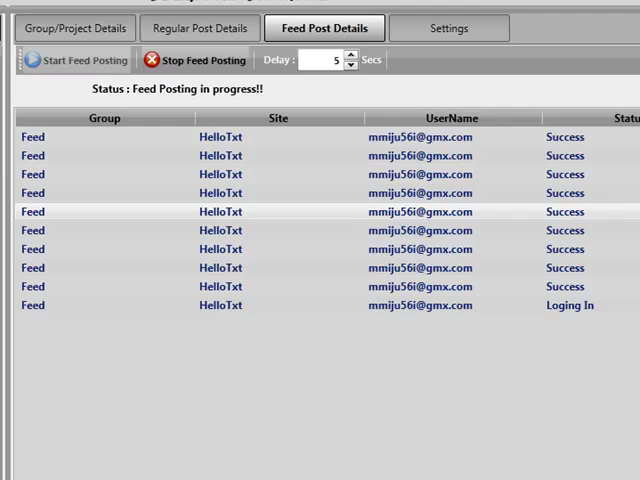 Group/Project Details Regular Post Details Feed Post Details Settings
Start Feed Posting Stop Feed Posting Delay : 5 Secs
Status : Feed Posting in progress!!
Group Site UserName Statu
Feed HelloTxt mmiju56i@gmx.com Success
Feed HelloTxt mmiju56i@gmx.com Success
Feed HelloTxt mmiju56i@gmx.com Success
Feed HelloTxt mmiju56i@gmx.com Success
Feed HelloTxt mmiju56i@gmx.com Success
Feed HelloTxt mmiju56i@gmx.com Success
Feed HelloTxt mmiju56i@gmx.com Success
Feed HelloTxt mmiju56i@gmx.com Success
Feed HelloTxt mmiju56i@gmx.com Success
Feed HelloTxt mmiju56i@gmx.com Loging In